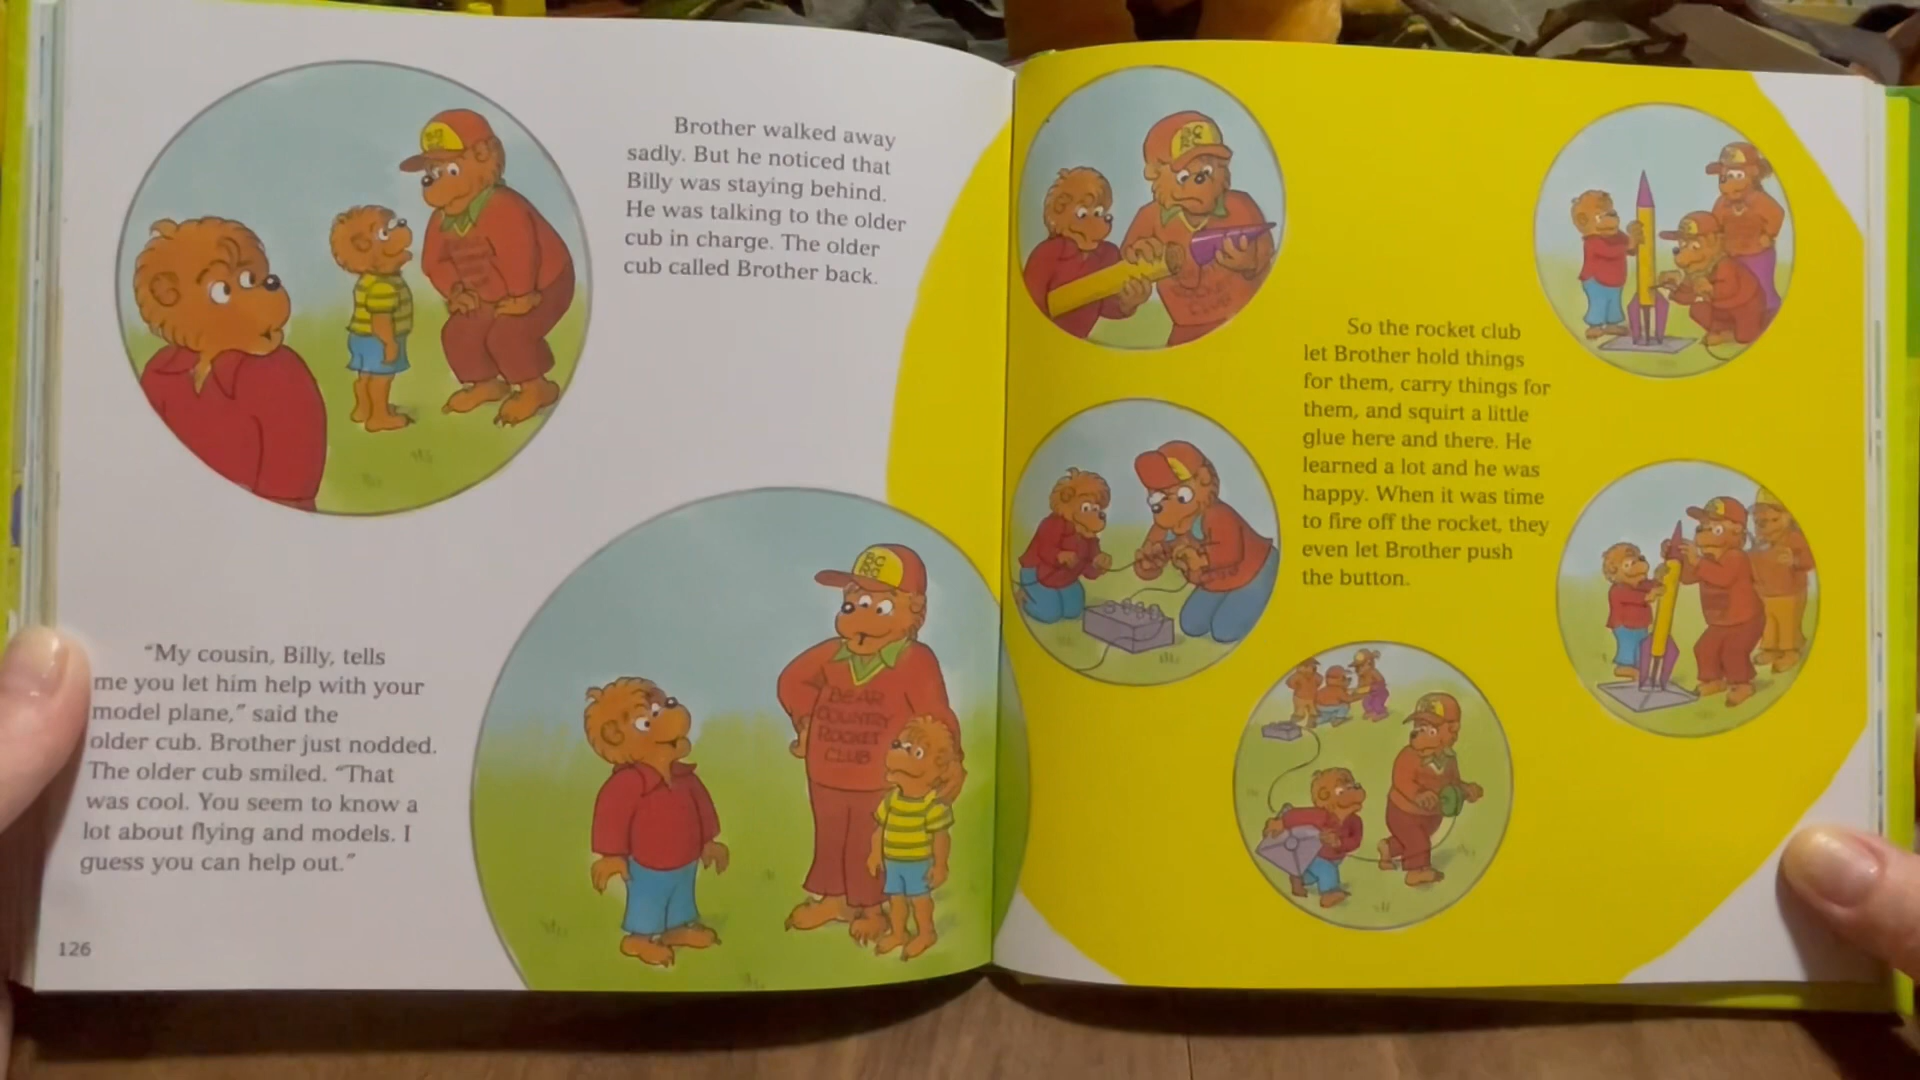 Brother walked away
sadly. But he noticed that
Billy was staying behind.
He was talking to the older
cub in charge. The older
cub called Brother back.
"My cousin, Billy, tells
me you let him help with your
model plane," said the
older cub. Brother just nodded.
The older cub smiled. "That
was cool. You seem to know a
lot about flying and models. I
guess you can help out."
BC
RC
BEAR
COUNTRY
ROCKET
CLUB
126
So the rocket club
let Brother hold things
for them, carry things for
them, and squirt a little
glue here and there. He
learned a lot and he was
happy. When it was time
to fire off the rocket, they
even let Brother push
the button.